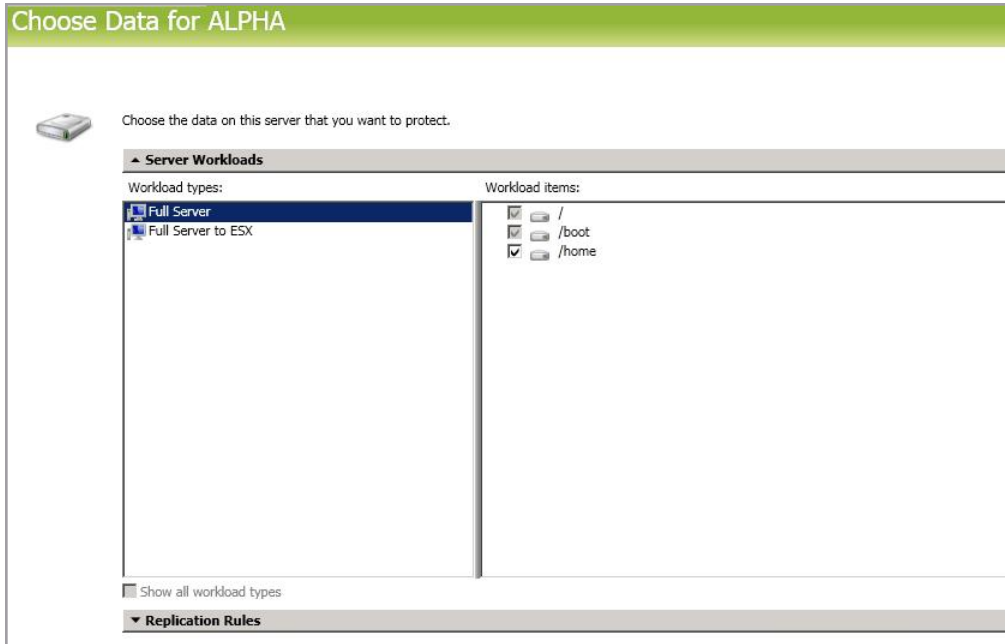 Choose Data for ALPHA
Choose the data on this server that you want to protect.
Server Workloads
Workload types:
Full Server
Full Server to ESX
Workload items:
/
/boot
/home
Show all workload types
Replication Rules